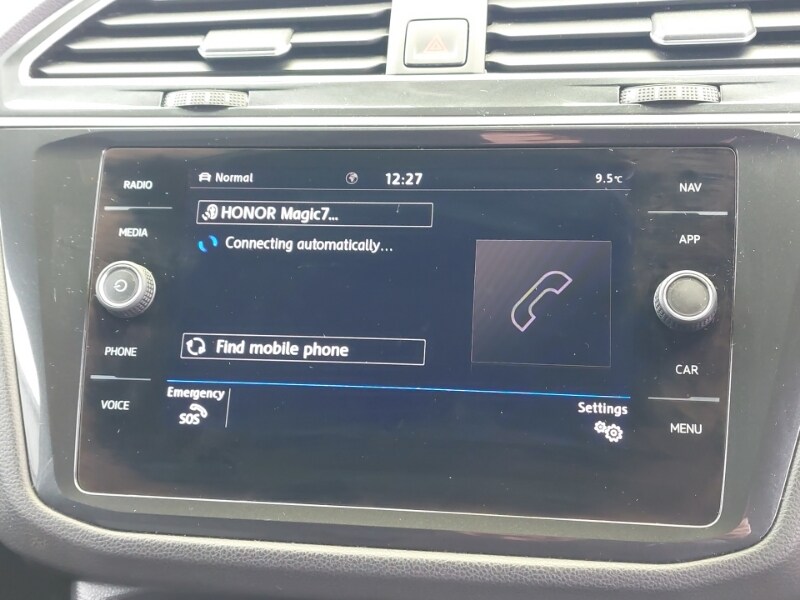 RADIO
MEDIA
PHONE
VOICE
Normal 12:27 9.5°C
HONOR Magic7...
Connecting automatically...
Find mobile phone
Emergency
SOS
Settings
NAV
APP
CAR
MENU